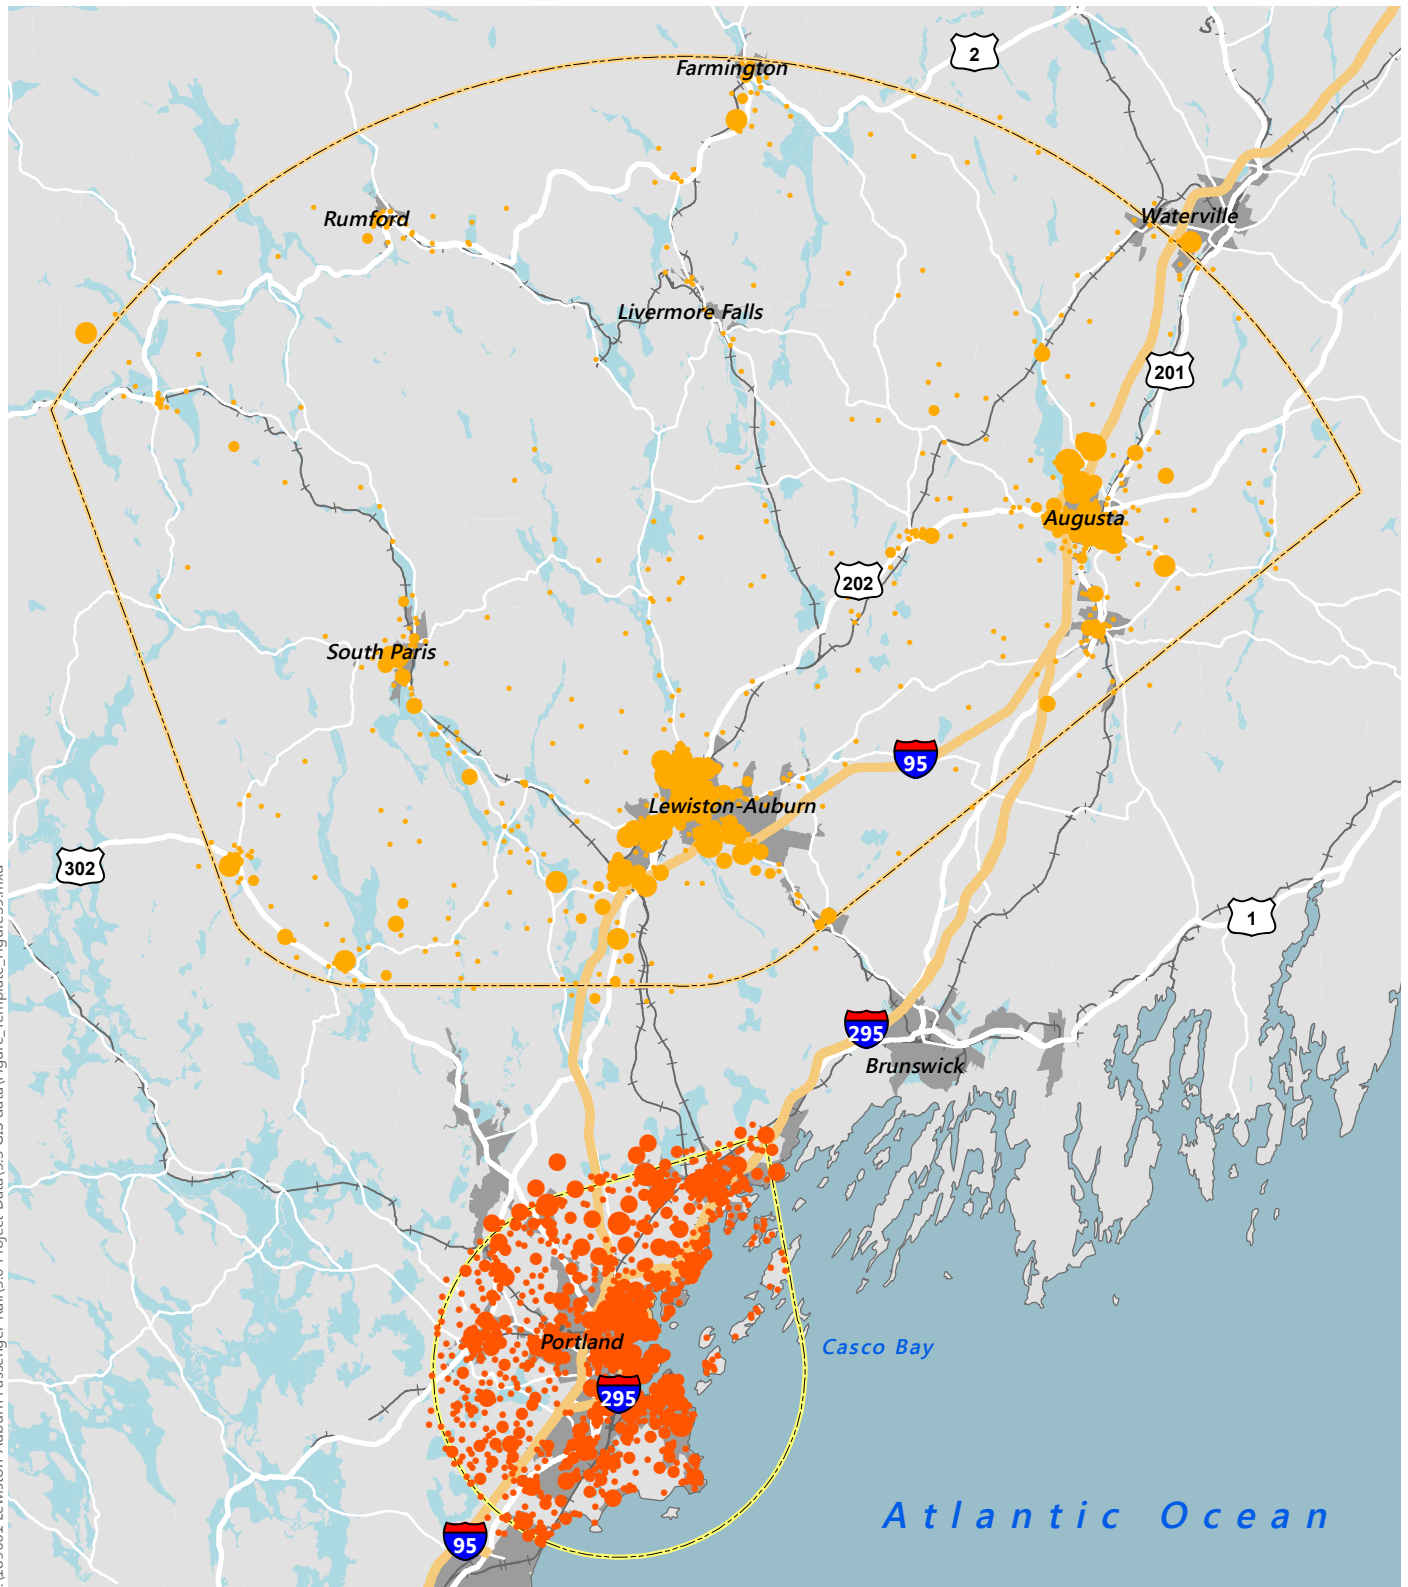 2
Farmington
Rumford
Waterville
Livermore Falls
201
Augusta
202
South Paris
95
Lewiston-Auburn
302
1
295
Brunswick
Portland
Casco Bay
295
Atlantic Ocean
95